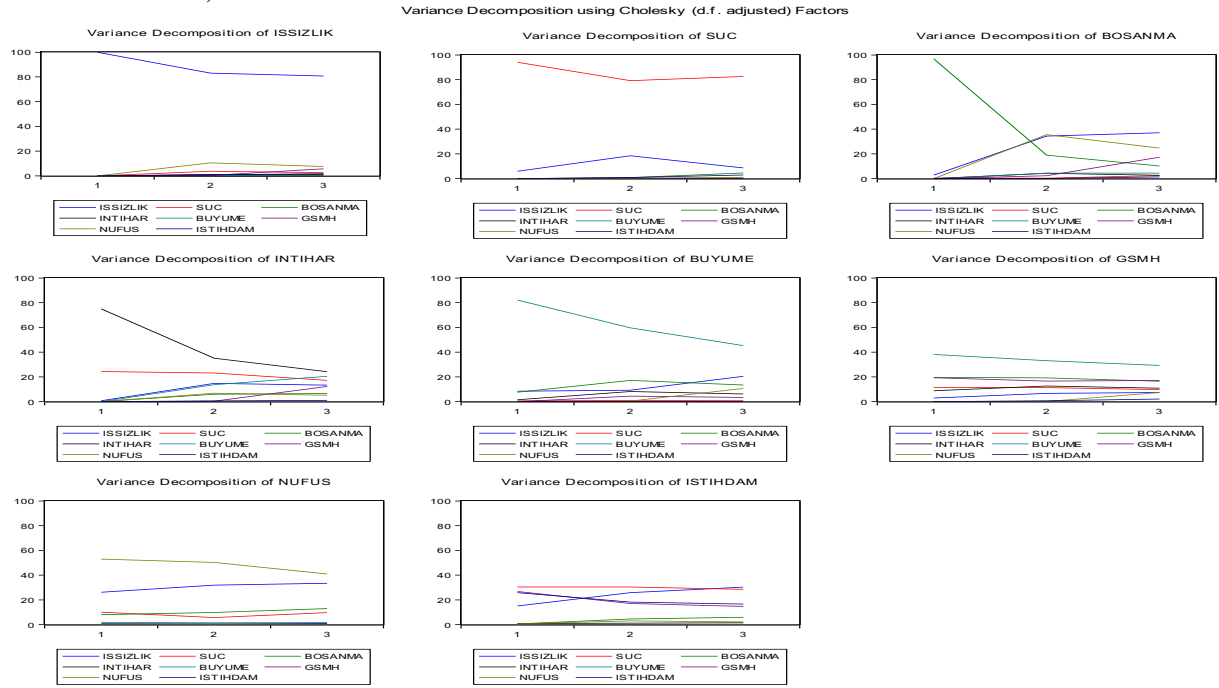 Variance Decomposition using Cholesky (d.f. adjusted) Factors
Variance Decomposition of ISSIZLIK
100
80
60
40
20
0
1 2 3
ISSIZLIK SUC BOSANMA
INTIHAR BUYUME GSMH
NUFUS ISTIHDAM
Variance Decomposition of SUC
100
80
60
40
20
0
1 2 3
ISSIZLIK SUC BOSANMA
INTIHAR BUYUME GSMH
NUFUS ISTIHDAM
Variance Decomposition of BOSANMA
100
80
60
40
20
0
1 2 3
ISSIZLIK SUC BOSANMA
INTIHAR BUYUME GSMH
NUFUS ISTIHDAM
Variance Decomposition of INTIHAR
100
80
60
40
20
0
1 2 3
ISSIZLIK SUC BOSANMA
INTIHAR BUYUME GSMH
NUFUS ISTIHDAM
Variance Decomposition of BUYUME
100
80
60
40
20
0
1 2 3
ISSIZLIK SUC BOSANMA
INTIHAR BUYUME GSMH
NUFUS ISTIHDAM
Variance Decomposition of GSMH
100
80
60
40
20
0
1 2 3
ISSIZLIK SUC BOSANMA
INTIHAR BUYUME GSMH
NUFUS ISTIHDAM
Variance Decomposition of NUFUS
100
80
60
40
20
0
1 2 3
ISSIZLIK SUC BOSANMA
INTIHAR BUYUME GSMH
NUFUS ISTIHDAM
Variance Decomposition of ISTIHDAM
100
80
60
40
20
0
1 2 3
ISSIZLIK SUC BOSANMA
INTIHAR BUYUME GSMH
NUFUS ISTIHDAM